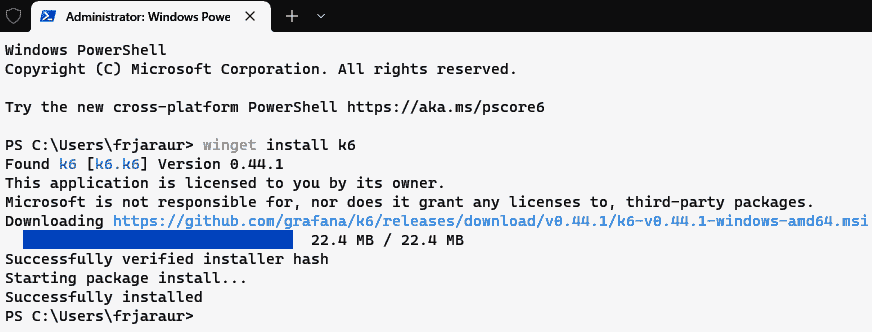 Administrator: Windows Powe
Windows PowerShell
Copyright (C) Microsoft Corporation. All rights reserved.
Try the new cross-platform PowerShell https://aka.ms/pscore6
PS C:\Users\frjaraur> winget install k6
Found k6 [k6.k6] Version 0.44.1
This application is licensed to you by its owner.
Microsoft is not responsible for, nor does it grant any licenses to, third-party packages.
Downloading https://github.com/grafana/k6/releases/download/v0.44.1/k6-v0.44.1-windows-amd64.msi
22.4 MB / 22.4 MB
Successfully verified installer hash
Starting package install...
Successfully installed
PS C:\Users\frjaraur>